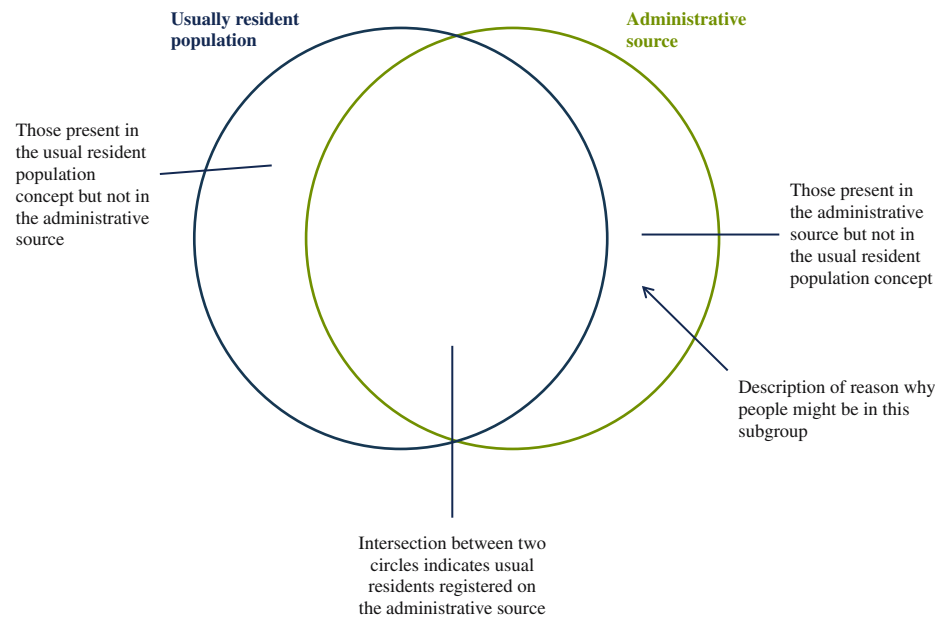 Usually resident
population
Administrative
source
Those present in
the usual resident
population
concept but not in
the administrative
source
Those present in
the administrative
source but not in
the usual resident
population concept
Description of reason why
people might be in this
subgroup
Intersection between two
circles indicates usual
residents registered on
the administrative source